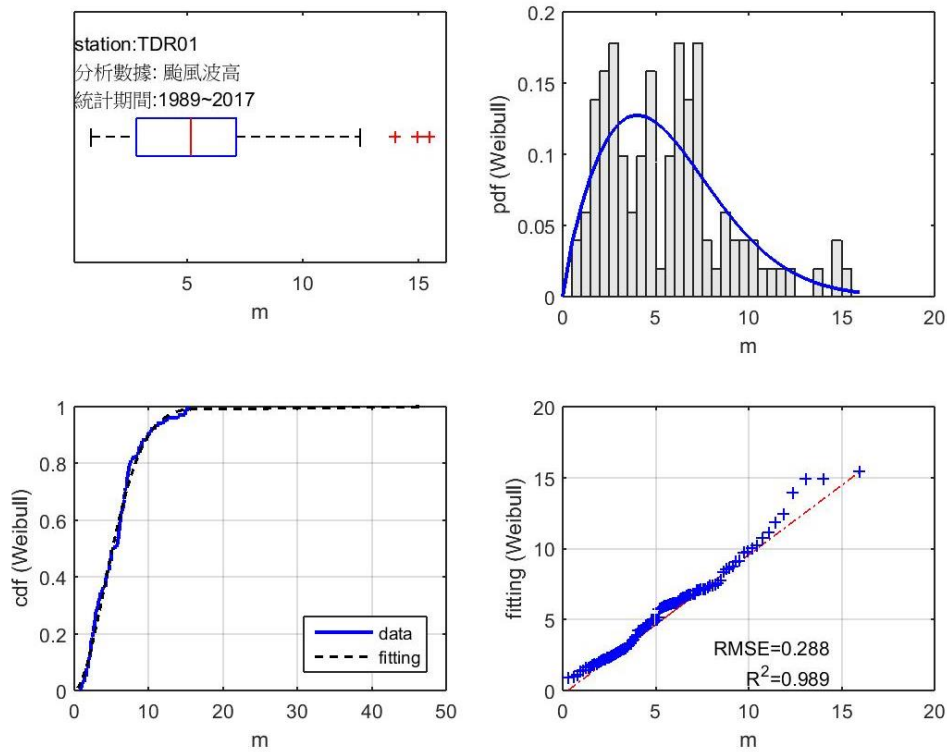 station:TDR01
分析數據: 颱風波高
統計期間:1989~2017
5 10 15
m
0.2
0.15
0.1
0.05
0
pdf (Weibull)
0 5 10 15 20
m
1
0.8
0.6
0.4
0.2
0
cdf (Weibull)
data
fitting
0 10 20 30 40 50
m
20
15
10
5
0
fitting (Weibull)
RMSE=0.288
R²=0.989
0 5 10 15 20
m